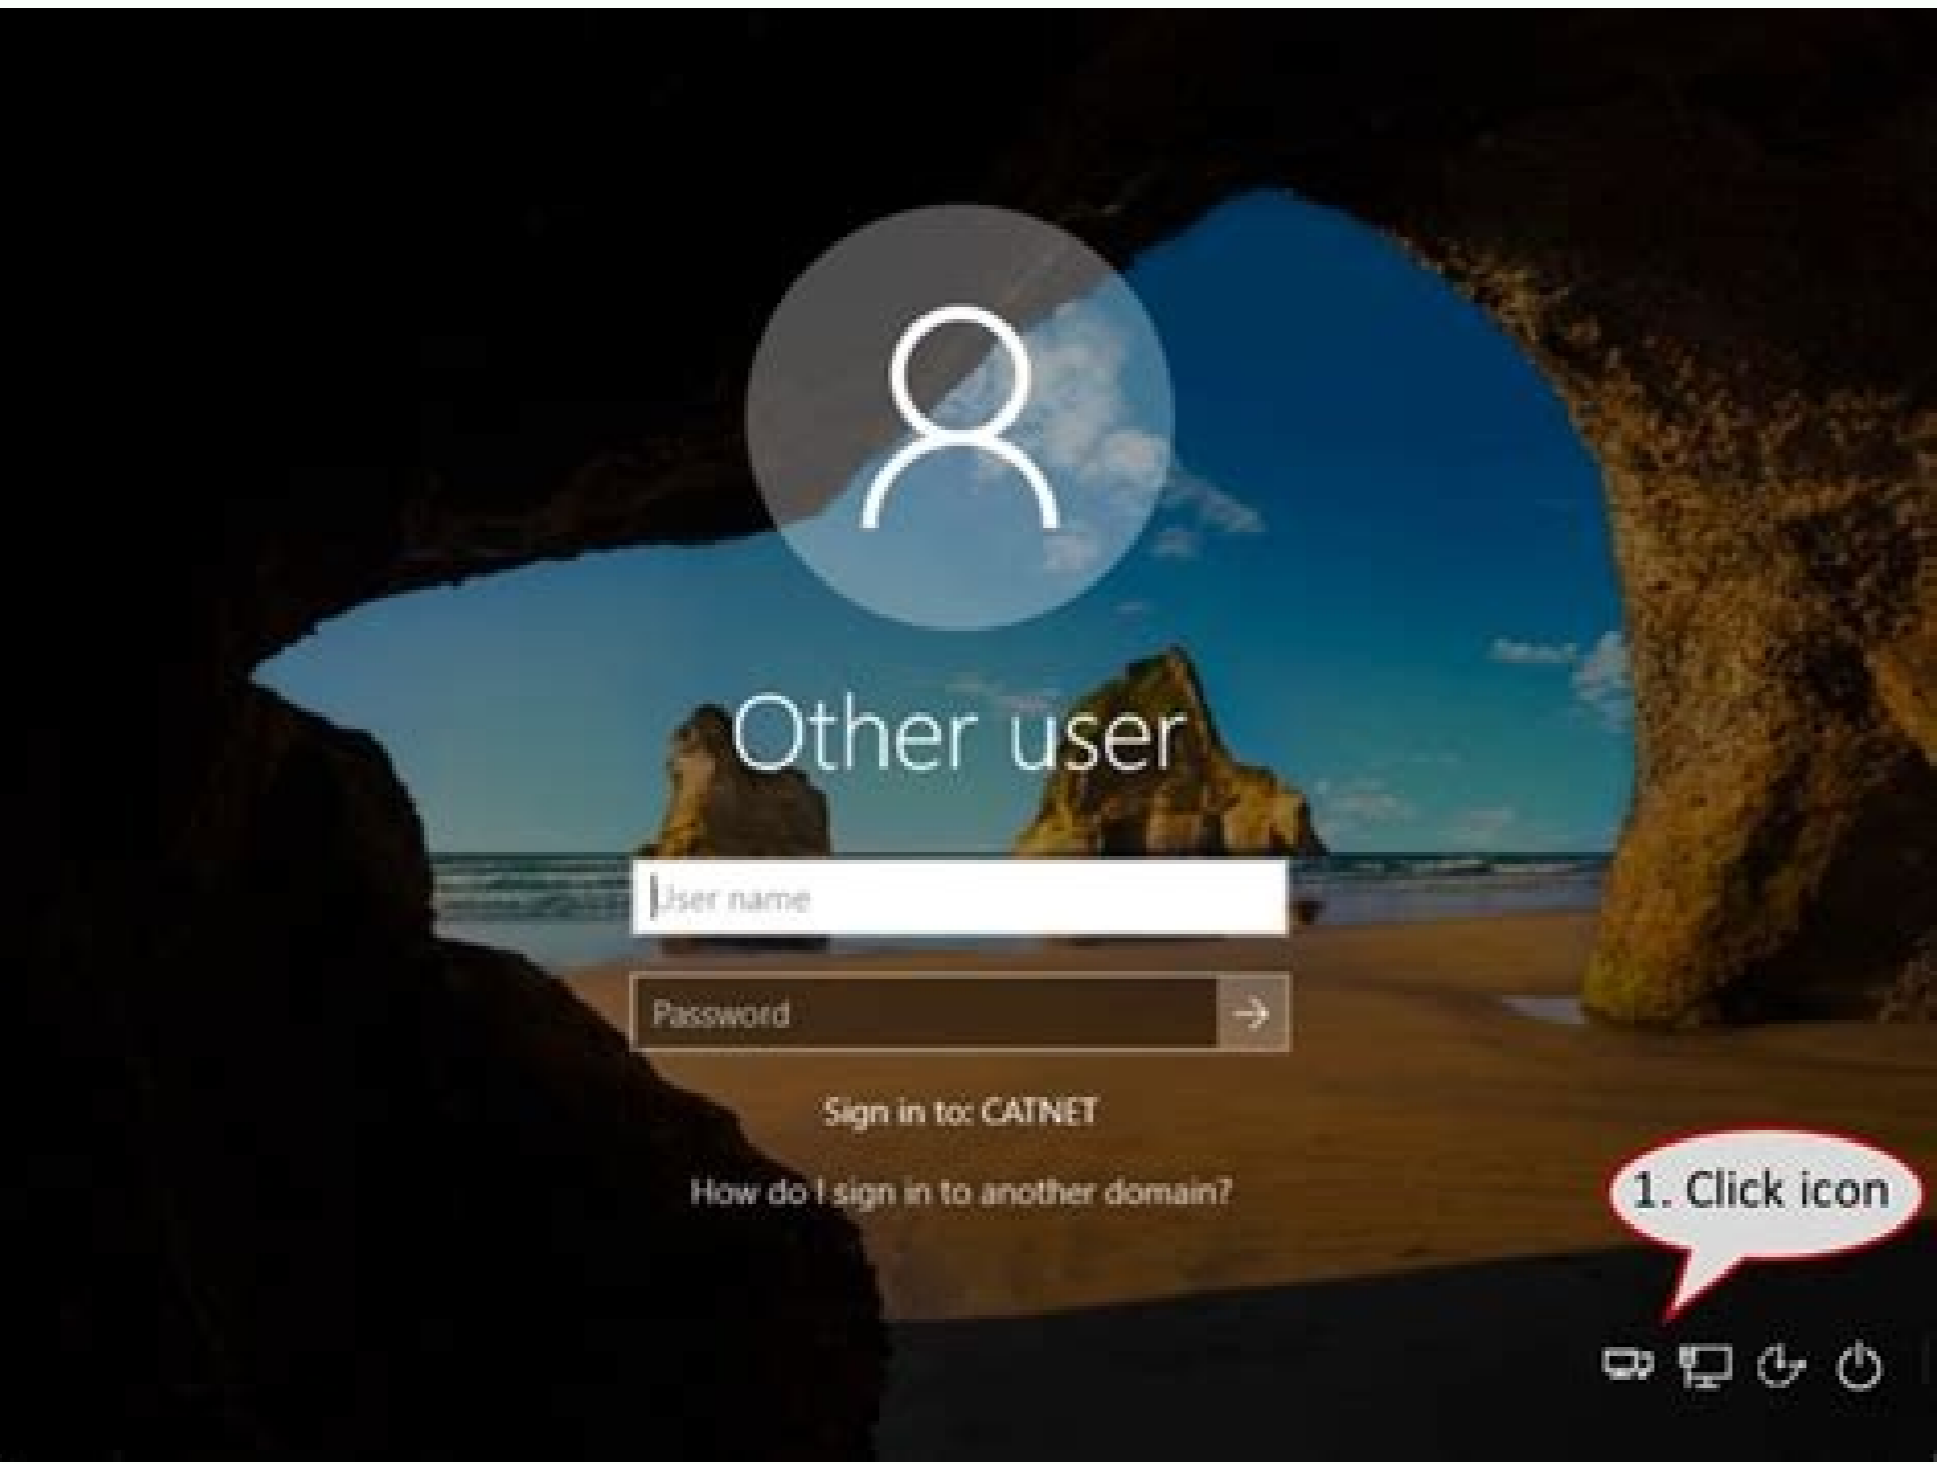 Other user
User name
Password
Sign in to: CATNET
How do I sign in to another domain?
1. Click icon